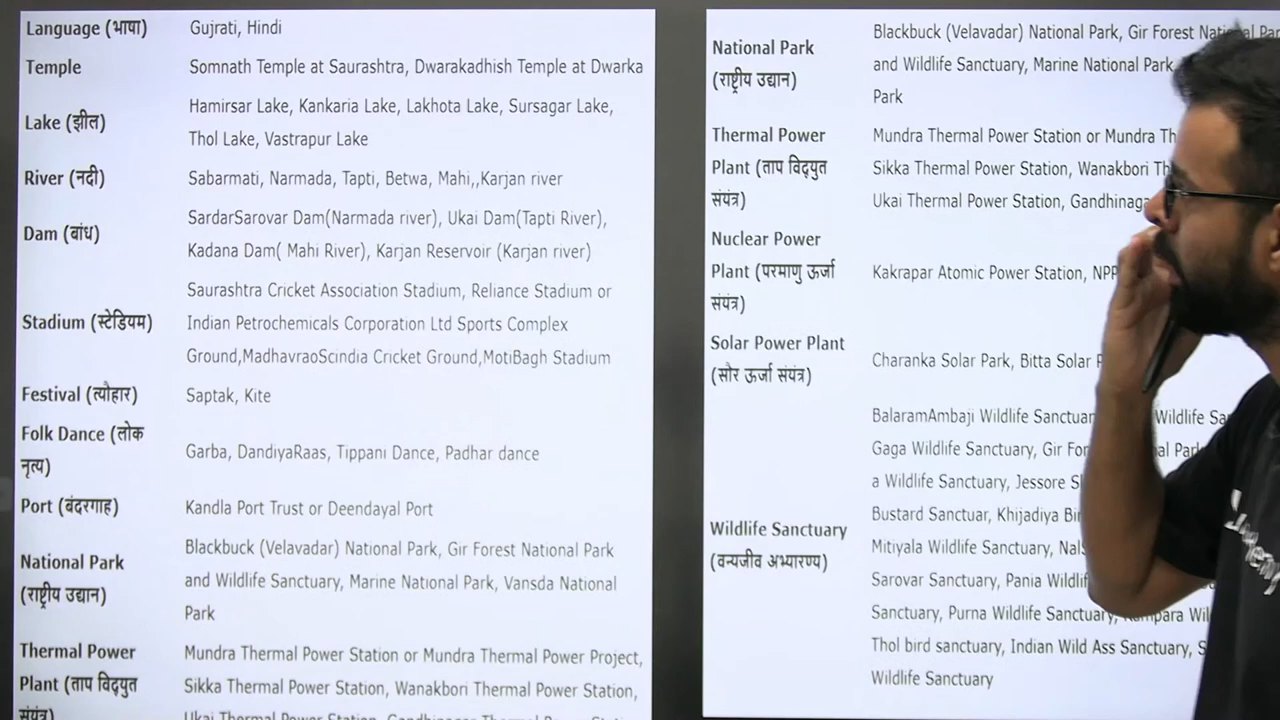 Language (भाषा) Gujrati, Hindi
Temple Somnath Temple at Saurashtra, Dwarakadhish Temple at Dwarka
Lake (झील) Hamirsar Lake, Kankaria Lake, Lakhota Lake, Sursagar Lake,
Thol Lake, Vastrapur Lake
River (नदी) Sabarmati, Narmada, Tapti, Betwa, Mahi,,Karjan river
Dam (बांध) SardarSarovar Dam(Narmada river), Ukai Dam(Tapti River),
Kadana Dam( Mahi River), Karjan Reservoir (Karjan river)
Stadium (स्टेडियम) Saurashtra Cricket Association Stadium, Reliance Stadium or
Indian Petrochemicals Corporation Ltd Sports Complex
Ground,MadhavraoScindia Cricket Ground,MotiBagh Stadium
Festival (त्यौहार) Saptak, Kite
Folk Dance (लोक
नृत्य) Garba, DandiyaRaas, Tippani Dance, Padhar dance
Port (बंदरगाह) Kandla Port Trust or Deendayal Port
National Park
(राष्ट्रीय उद्यान) Blackbuck (Velavadar) National Park, Gir Forest National Park
and Wildlife Sanctuary, Marine National Park, Vansda National
Park
Thermal Power
Plant (ताप विद्युत
संयंत्र) Mundra Thermal Power Station or Mundra Thermal Power Project,
Sikka Thermal Power Station, Wanakbori Thermal Power Station,
Ukai Thermal Power Station, Gandhinagar Thermal Power
National Park
(राष्ट्रीय उद्यान) Blackbuck (Velavadar) National Park, Gir Forest National
and Wildlife Sanctuary, Marine National Park,
Park
Thermal Power
Plant (ताप विद्युत
संयंत्र) Mundra Thermal Power Station or Mundra
Sikka Thermal Power Station, Wanakbori
Ukai Thermal Power Station,
Nuclear Power
Plant (परमाणु ऊर्जा
संयंत्र) Kakrapar Atomic Power Station,
Solar Power Plant
(सौर ऊर्जा संयंत्र) Charanka Solar Park, Bitta Solar
Wildlife Sanctuary
(वन्यजीव अभ्यारण्य) BalaramAmbaji Wildlife Wildlife
Gaga Wildlife Sanctuary, Gir
a Wildlife Sanctuary, Jessore
Bustard Sanctuar, Khijadiya
Mitiyala Wildlife Sanctuary,
Sarovar Sanctuary, Pania
Sanctuary, Purna Wildlife Sanctuary,
Thol bird sanctuary, Indian Wild Ass Sanctuary,
Wildlife Sanctuary